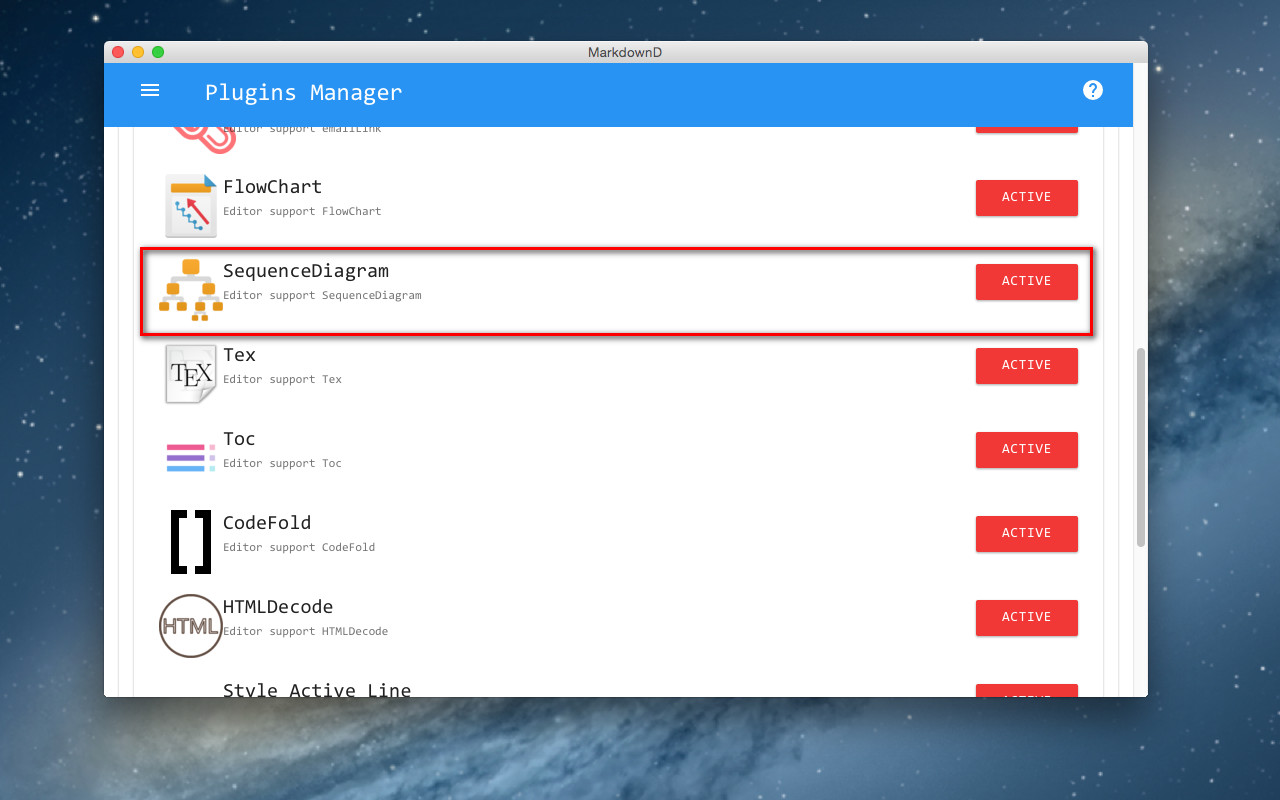 MarkdownD
Plugins Manager
?
Editor support emailLink
FlowChart
Editor support FlowChart
ACTIVE
SequenceDiagram
Editor support SequenceDiagram
ACTIVE
TEX
Tex
Editor support Tex
ACTIVE
Toc
Editor support Toc
ACTIVE
CodeFold
Editor support CodeFold
ACTIVE
HTML
HTMLDecode
Editor support HTMLDecode
ACTIVE
Style Active Line
ACTIVE